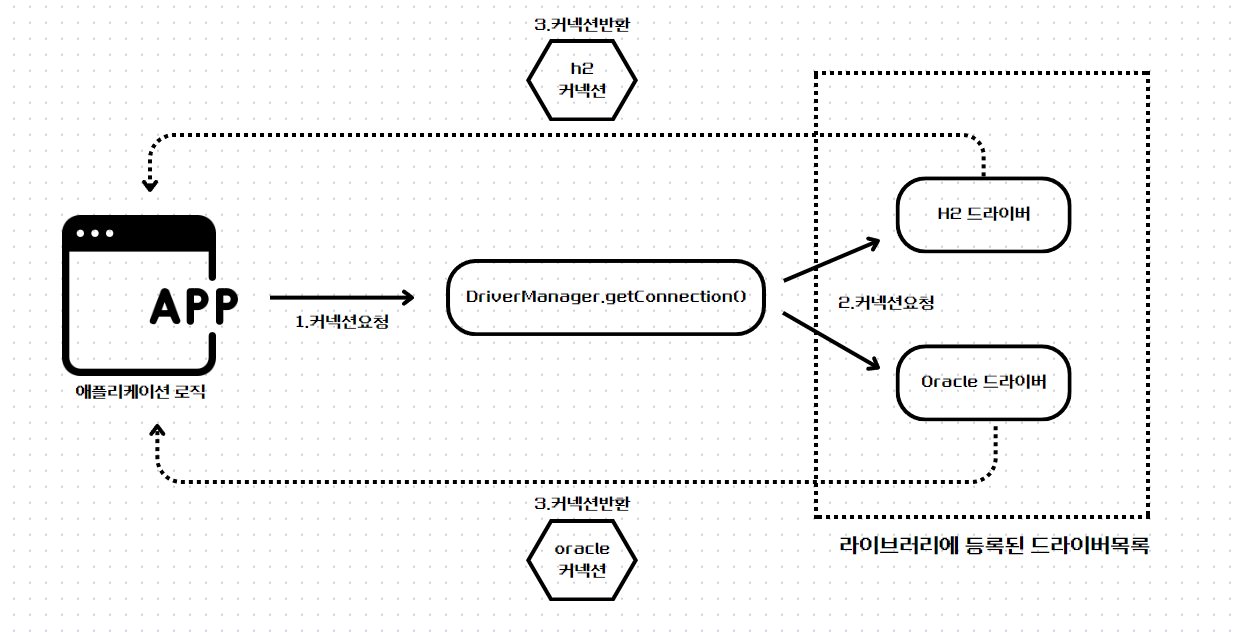 3.커넥션반환
h2
커넥션
H2 드라이버
DriverManager.getConnection()
APP
1.커넥션요청
2.커넥션요청
애플리케이션 로직
Oracle 드라이버
3.커넥션반환
oracle
커넥션
라이브러리에 등록된 드라이버목록